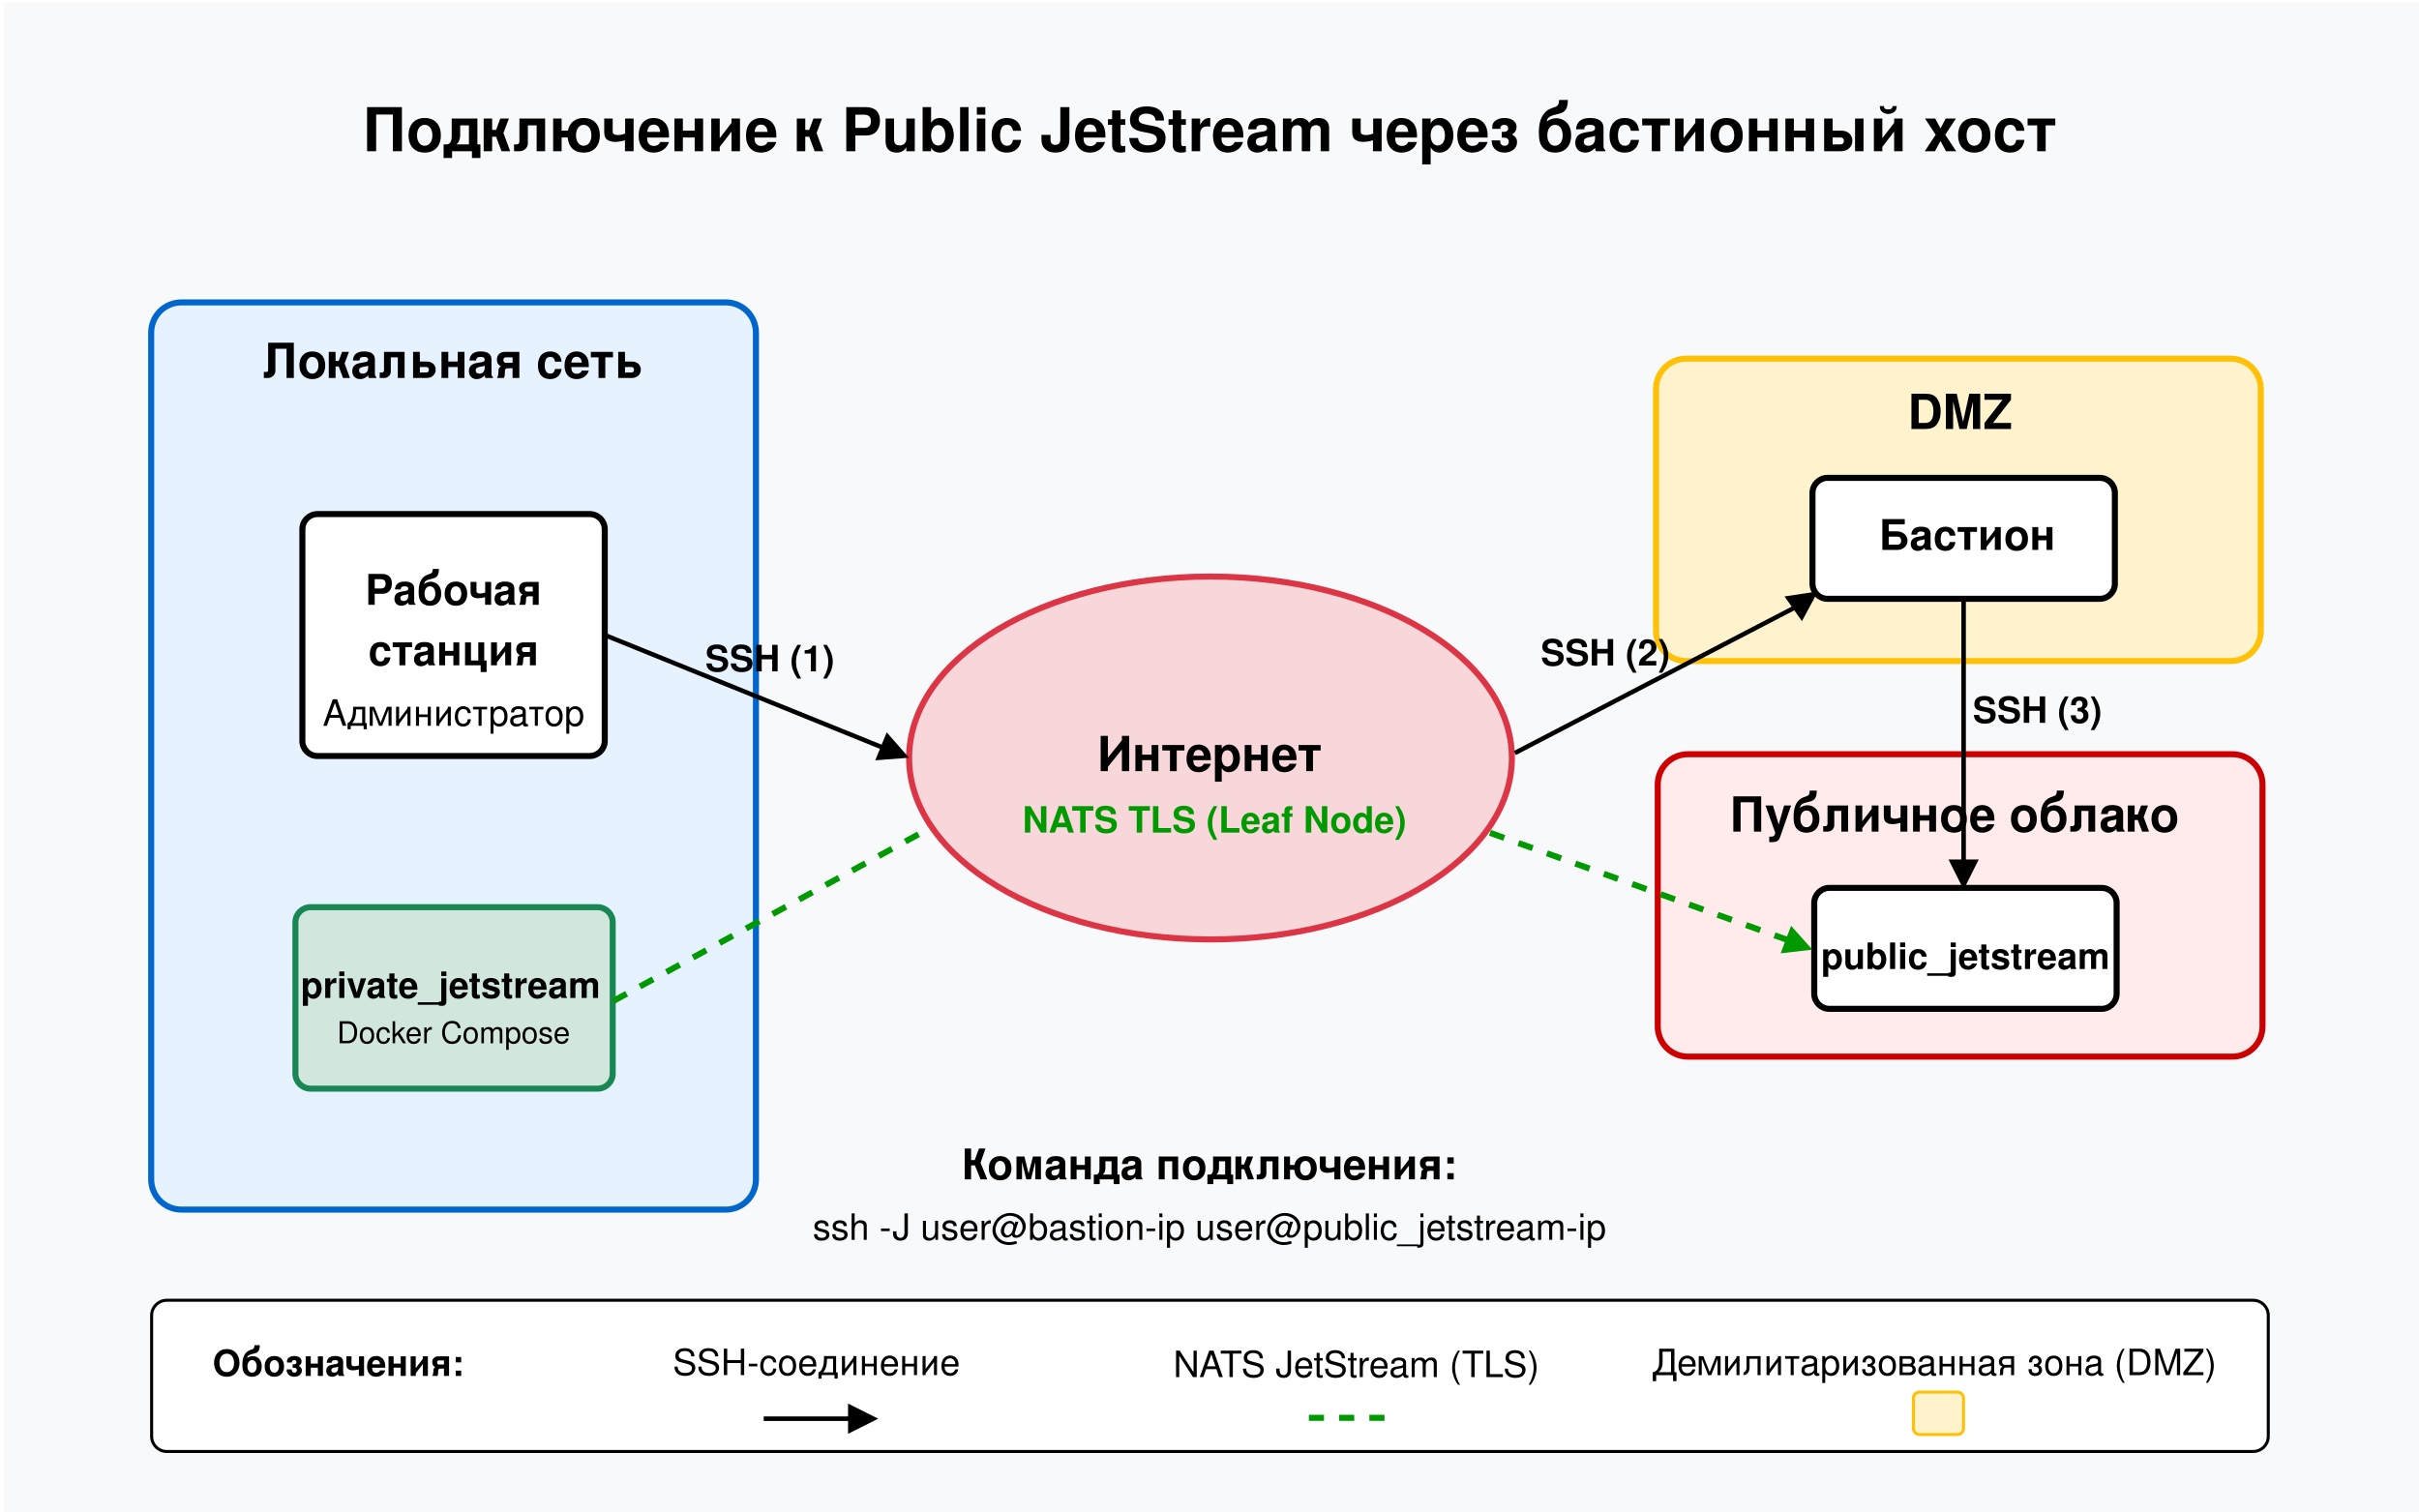 Подключение к Public JetStream через бастионный хост
Локальная сеть
DMZ
Бастион
Рабочая
станция
Администратор
SSH (1)
SSH (2)
SSH (3)
Интернет
NATS TLS (Leaf Node)
Публичное облако
public_jetstream
private_jetstream
Docker Compose
Команда подключения:
ssh -J user@bastion-ip user@public_jetstream-ip
Обозначения:
SSH-соединение
NATS JetStream (TLS)
Демилитаризованная зона (DMZ)